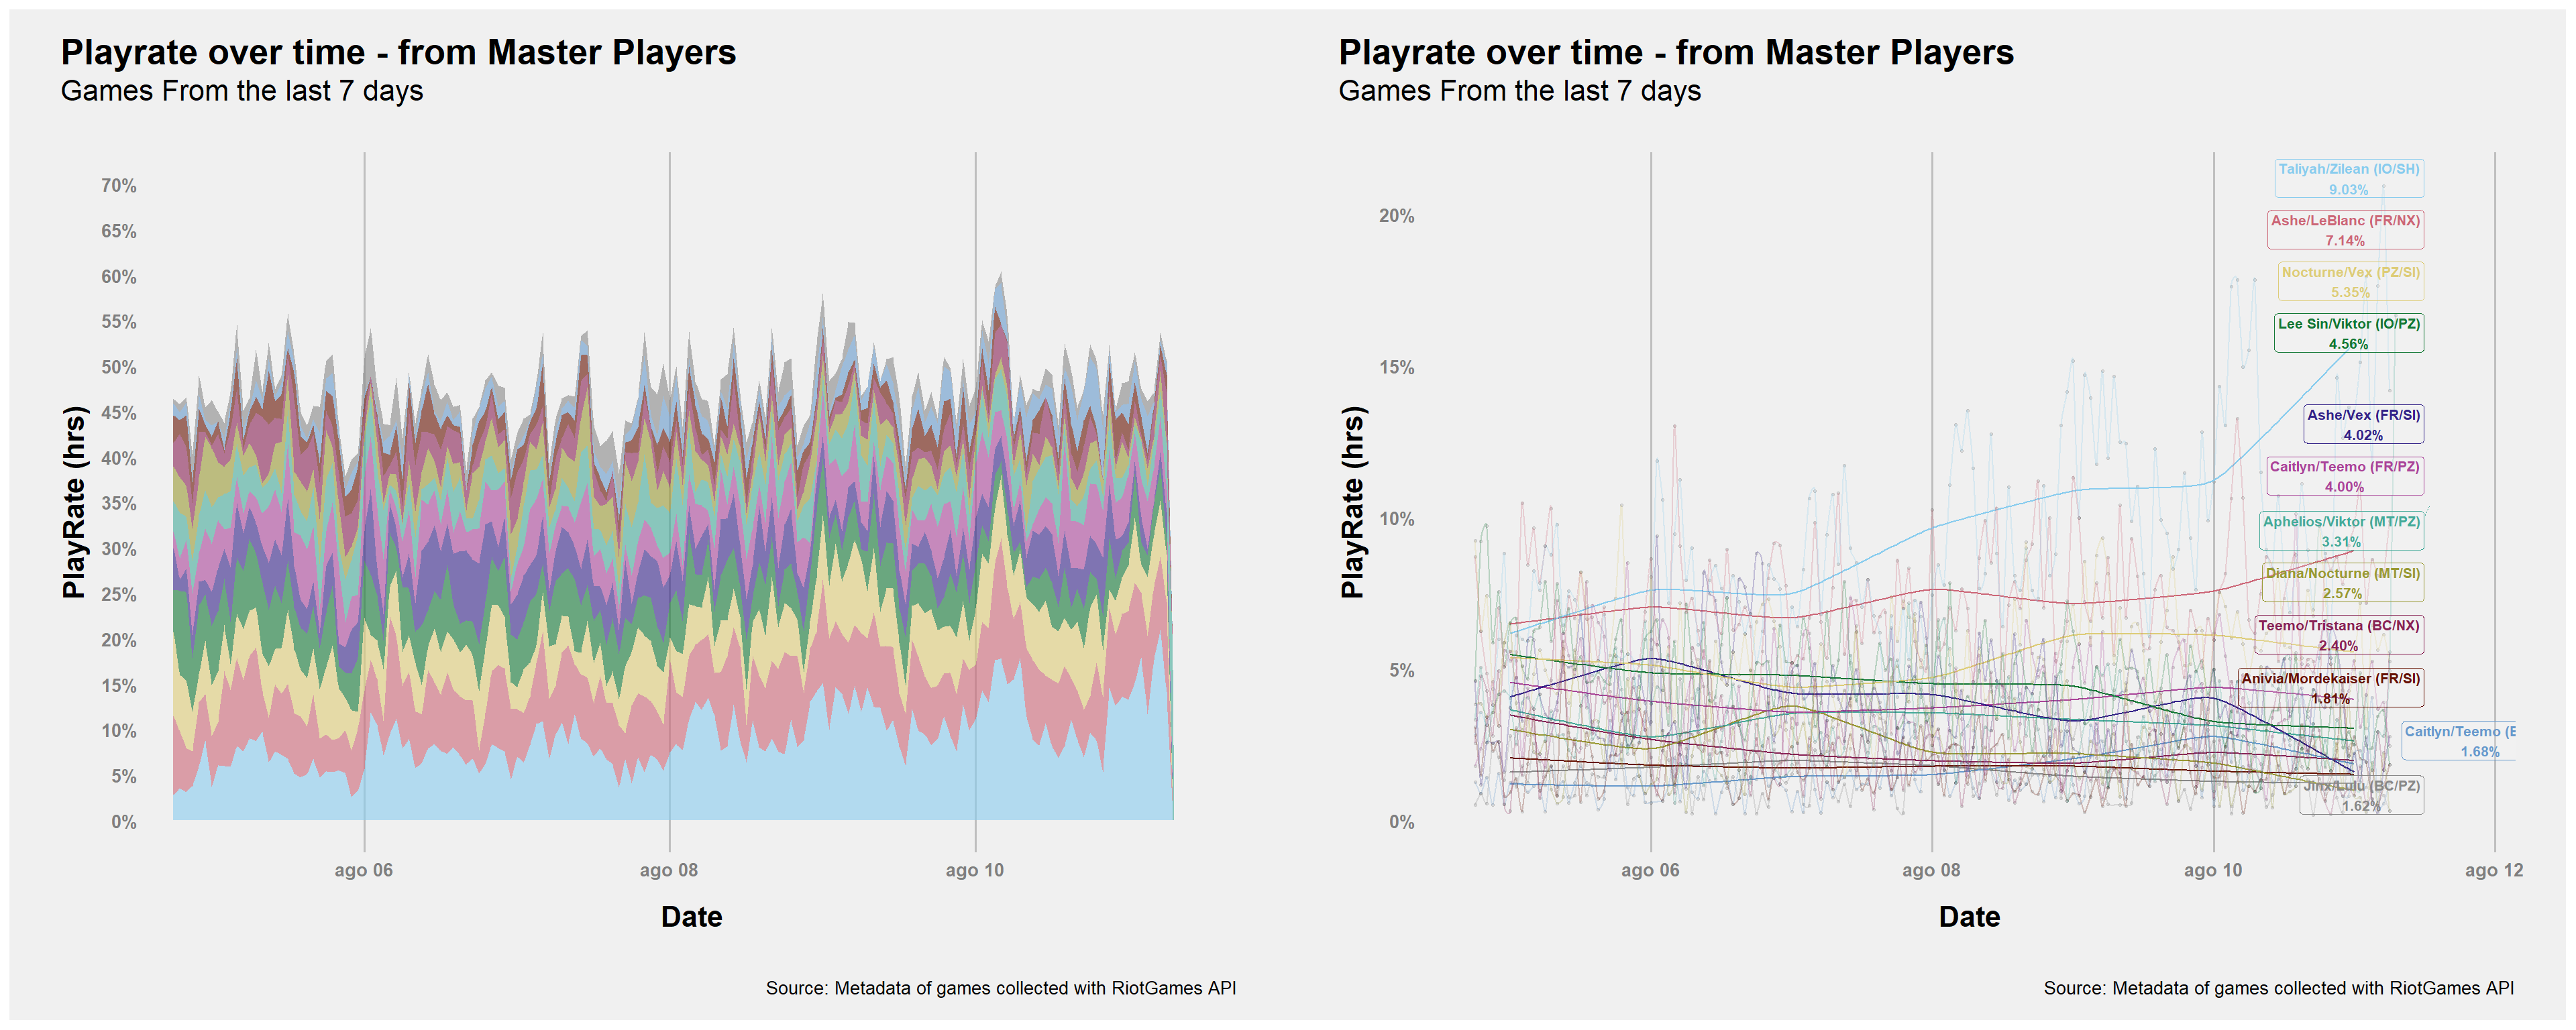 Playrate over time - from Master Players
Games From the last 7 days
PlayRate (hrs)
70%
65%
60%
55%
50%
45%
40%
35%
30%
25%
20%
15%
10%
5%
0%
ago 06
ago 08
ago 10
Date
Source: Metadata of games collected with RiotGames API
Playrate over time - from Master Players
Games From the last 7 days
PlayRate (hrs)
20%
15%
10%
5%
0%
Taliyah/Zilean (IO/SH)
9.03%
Ashe/LeBlanc (FR/NX)
7.14%
Nocturne/Vex (PZ/SI)
5.35%
Lee Sin/Viktor (IO/PZ)
4.56%
Ashe/Vex (FR/SI)
4.02%
Caitlyn/Teemo (FR/PZ)
4.00%
Aphelios/Viktor (MT/PZ)
3.31%
Diana/Nocturne (MT/SI)
2.57%
Teemo/Tristana (BC/NX)
2.40%
Anivia/Mordekaiser (FR/SI)
1.81%
Caitlyn/Teemo (
1.68%
Jinx/Lulu (BC/PZ)
1.62%
ago 06
ago 08
ago 10
ago 12
Date
Source: Metadata of games collected with RiotGames API